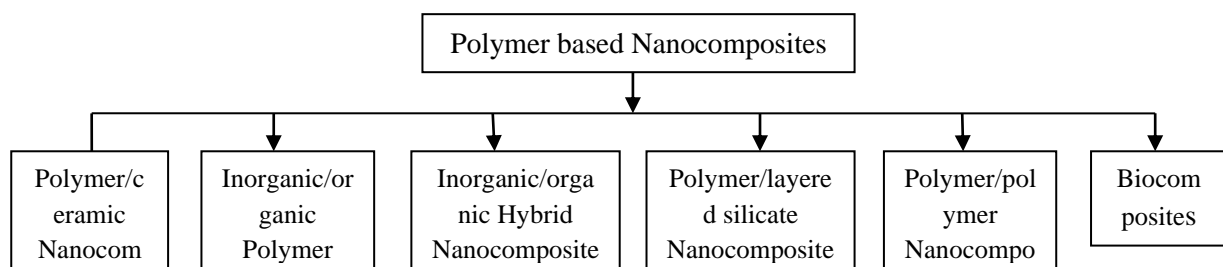 Polymer based Nanocomposites
Polymer/c
eramic
Nanocom
Inorganic/or
ganic
Polymer
Inorganic/orga
nic Hybrid
Nanocomposite
Polymer/layere
d silicate
Nanocomposite
Polymer/pol
ymer
Nanocompo
Biocom
posites